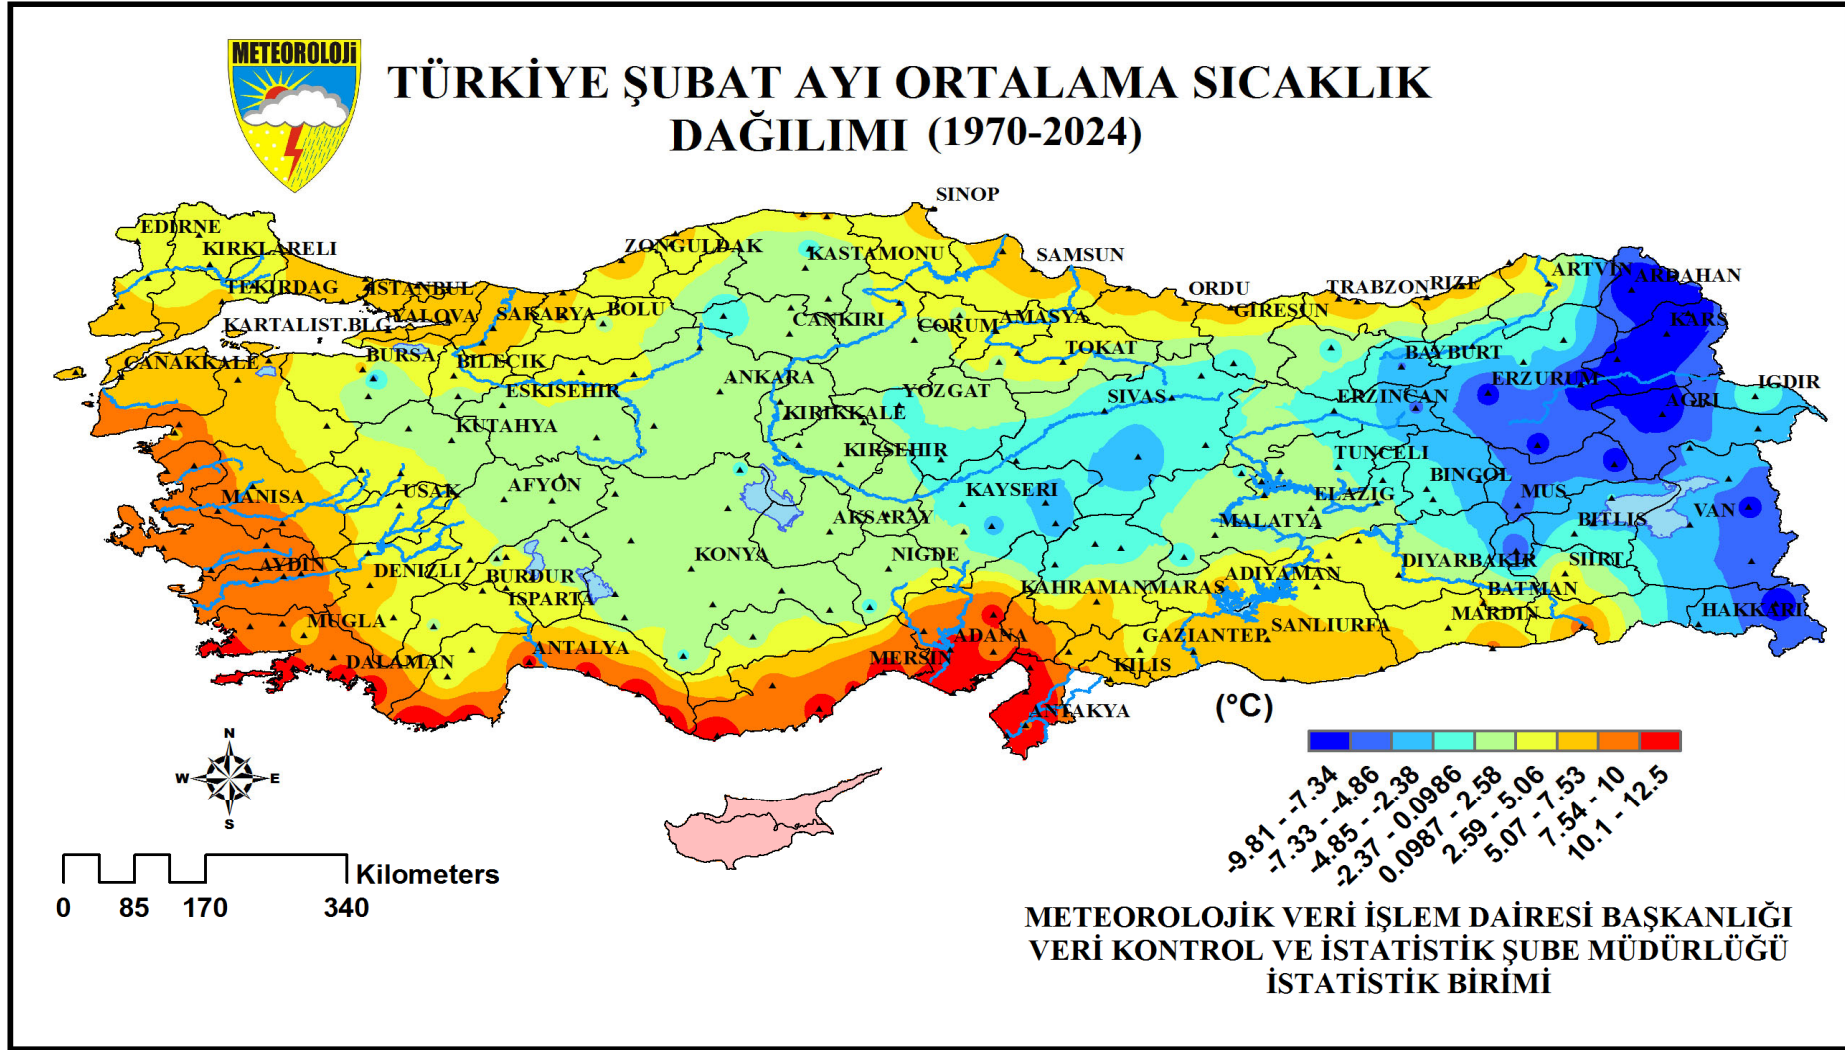 METEOROLOJi
TÜRKİYE ŞUBAT AYI ORTALAMA SICAKLIK
DAĞILIMI (1970-2024)
SINOP
EDIRNE
KIRKLARELI
ZONGULDAK
KASTAMONU
SAMSUN
ARTVIN
ARDAHAN
TEKIRDAG
ISTANBUL
ORDU
TRABZON
RIZE
KARTALIST.BLG
YALOVA
SAKARYA
BOLU
CANKIRI
CORUM
AMASYA
GIRESUN
KARS
CANAKKALE
BURSA
BILECIK
TOKAT
BAYBURT
ESKISEHIR
ANKARA
YOZGAT
SIVAS
ERZINCAN
ERZURUM
IGDIR
AGRI
KUTAHYA
KIRIKKALE
KIRSEHIR
TUNCELI
BINGOL
MANISA
USAK
AFYON
KAYSERI
ELAZIG
MUS
AKSARAY
MALATYA
BITLIS
VAN
AYDIN
DENIZLI
BURDUR
ISPARTA
KONYA
NIGDE
KAHRAMANMARAS
ADIYAMAN
DIYARBAKIR
SIIRT
BATMAN
MUGLA
ANTALYA
ADANA
GAZIANTEP
SANLIURFA
MARDIN
HAKKARI
DALAMAN
MERSIN
KILIS
ANTAKYA
(°C)
-9.81 - -7.34
-7.33 - -4.86
-4.85 - -2.38
-2.37 - 0.0986
0.0987 - 2.58
2.59 - 5.06
5.07 - 7.53
7.54 - 10
10.1 - 12.5
N
W E
S
Kilometers
0 85 170 340
METEOROLOJİK VERİ İŞLEM DAİRESİ BAŞKANLIĞI
VERİ KONTROL VE İSTATİSTİK ŞUBE MÜDÜRLÜĞÜ
İSTATİSTİK BİRİMİ